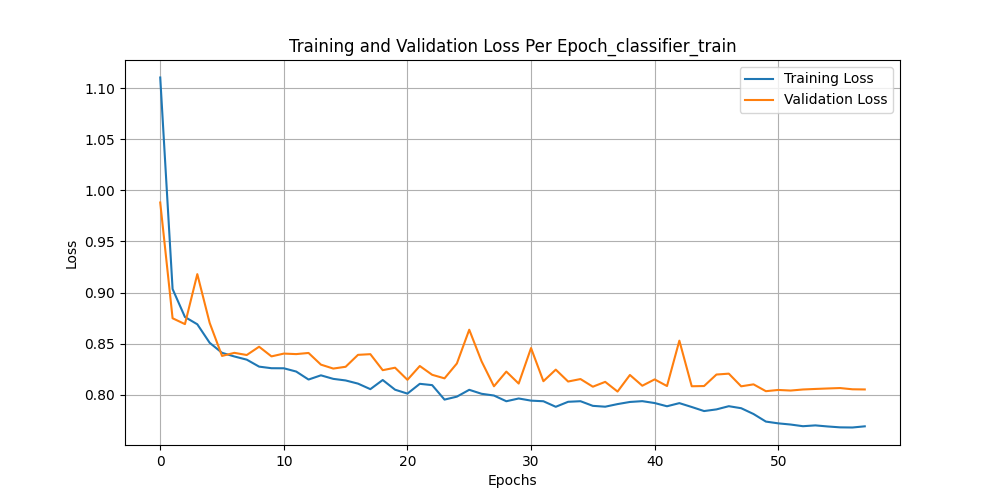 Training and Validation Loss Per Epoch_classifier_train
Training Loss
Validation Loss
1.10
1.05
1.00
0.95
0.90
0.85
0.80
Loss
0 10 20 30 40 50
Epochs